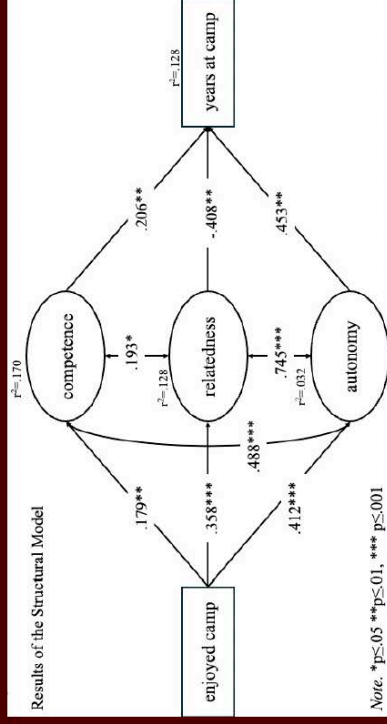 Results of the Structural Model
r²=.170
competence
r²=.128
years at camp
.179**
.206**
.193*
enjoyed camp
.358***
r²=.128
relatedness
-.408**
.488***
.745***
.412***
r²=.032
autonomy
.453**
Note. *p≤.05 **p≤.01, *** p≤.001